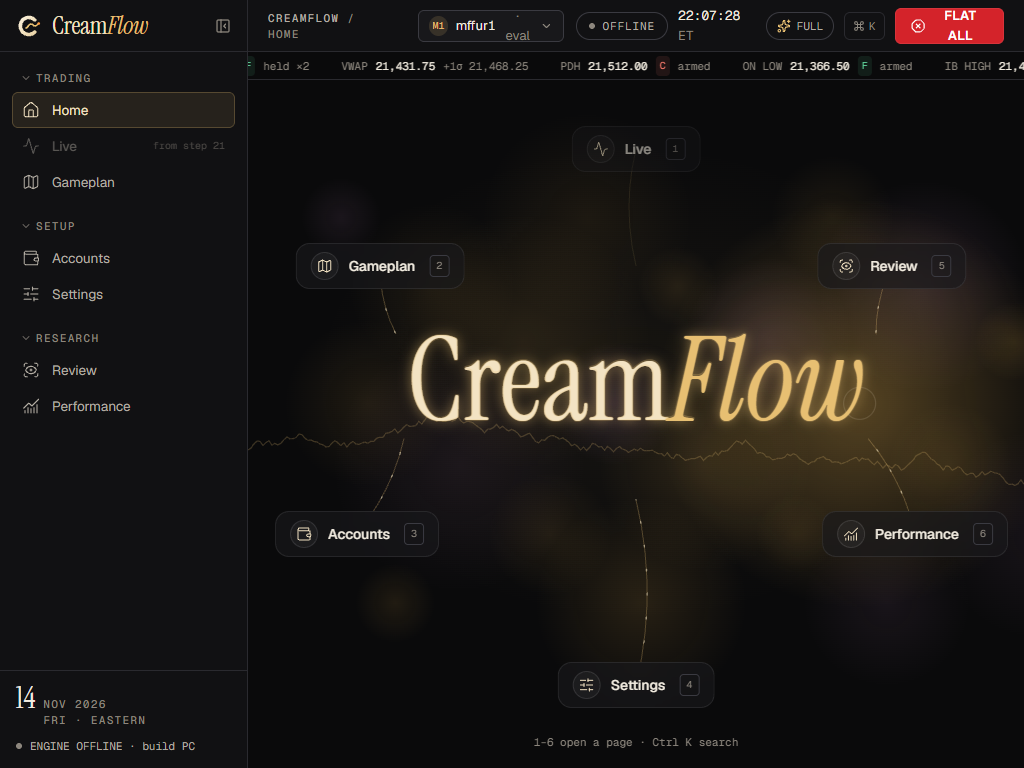 CreamFlow
CREAMFLOW / HOME
M1 mffur1 · eval
OFFLINE
22:07:28 ET
FULL
⌘ K
FLAT ALL
F held ×2 VWAP 21,431.75 +1σ 21,468.25 PDH 21,512.00 C armed ON LOW 21,366.50 F armed IB HIGH
TRADING
Home
Live from step 21
Gameplan
SETUP
Accounts
Settings
RESEARCH
Review
Performance
Live 1
Gameplan 2
Review 5
CreamFlow
Accounts 3
Performance 6
Settings 4
1–6 open a page · Ctrl K search
14 NOV 2026
FRI · EASTERN
ENGINE OFFLINE · build PC